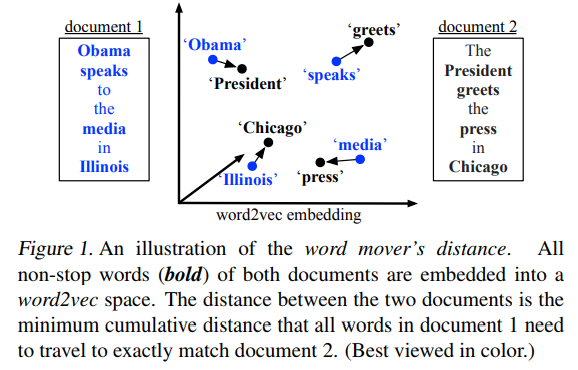 document 1
Obama
speaks
to
the
media
in
Illinois
‘Obama’
‘President’
‘greets’
‘speaks’
‘Chicago’
‘Illinois’
‘media’
‘press’
word2vec embedding
document 2
The
President
greets
the
press
in
Chicago
Figure 1. An illustration of the word mover’s distance. All
non-stop words (bold) of both documents are embedded into a
word2vec space. The distance between the two documents is the
minimum cumulative distance that all words in document 1 need
to travel to exactly match document 2. (Best viewed in color.)